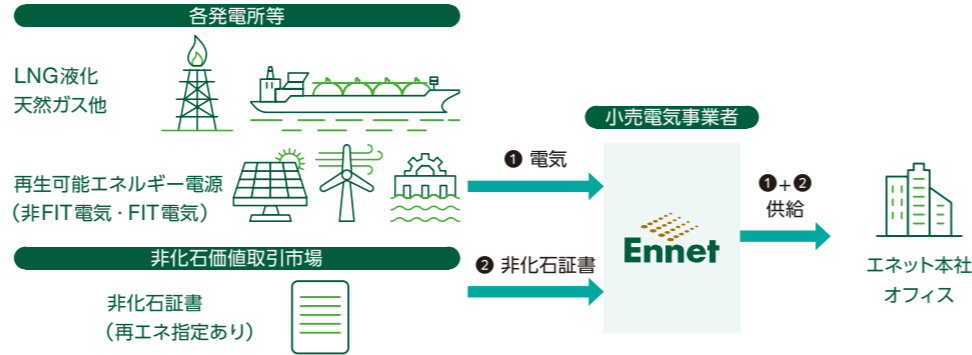 各発電所等
LNG液化
天然ガス他
再生可能エネルギー電源
（非FIT電気・FIT電気）
非化石価値取引市場
非化石証書
（再エネ指定あり）
❶ 電気
❷ 非化石証書
小売電気事業者
Ennet
❶+❷
供給
エネット本社
オフィス